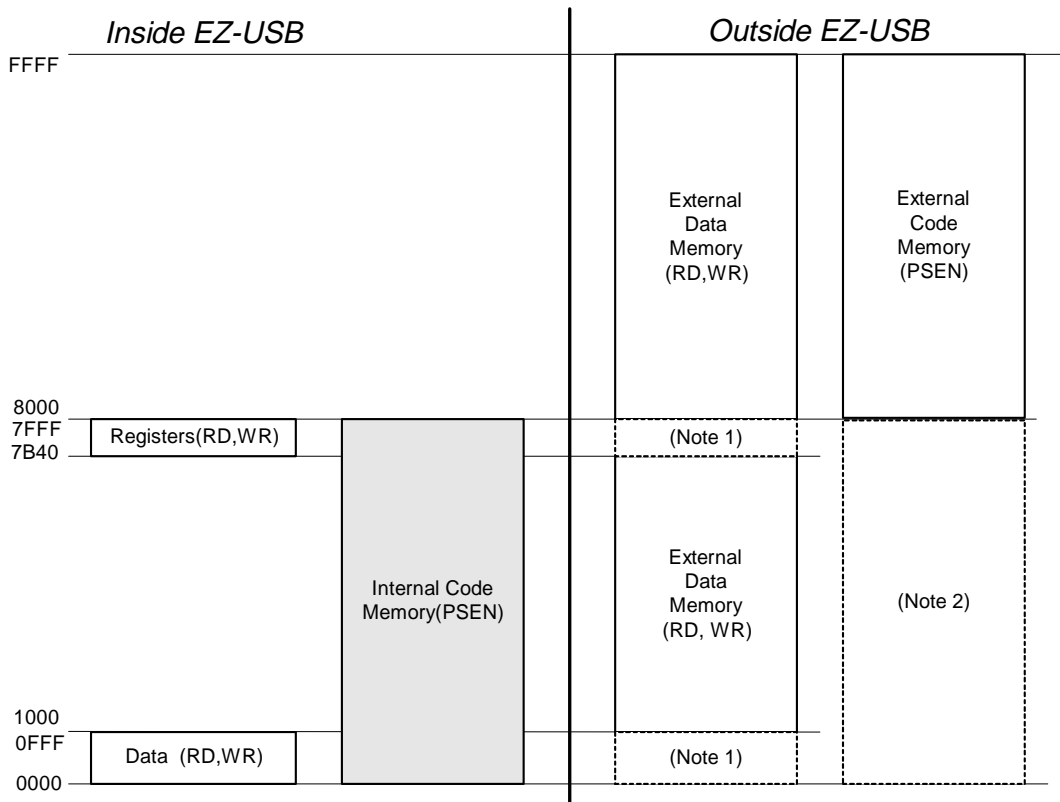 Inside EZ-USB
Outside EZ-USB
FFFF
External
Data
Memory
(RD,WR)
External
Code
Memory
(PSEN)
8000
7FFF
7B40
Registers(RD,WR)
(Note 1)
Internal Code
Memory(PSEN)
External
Data
Memory
(RD, WR)
(Note 2)
1000
0FFF
0000
Data (RD,WR)
(Note 1)